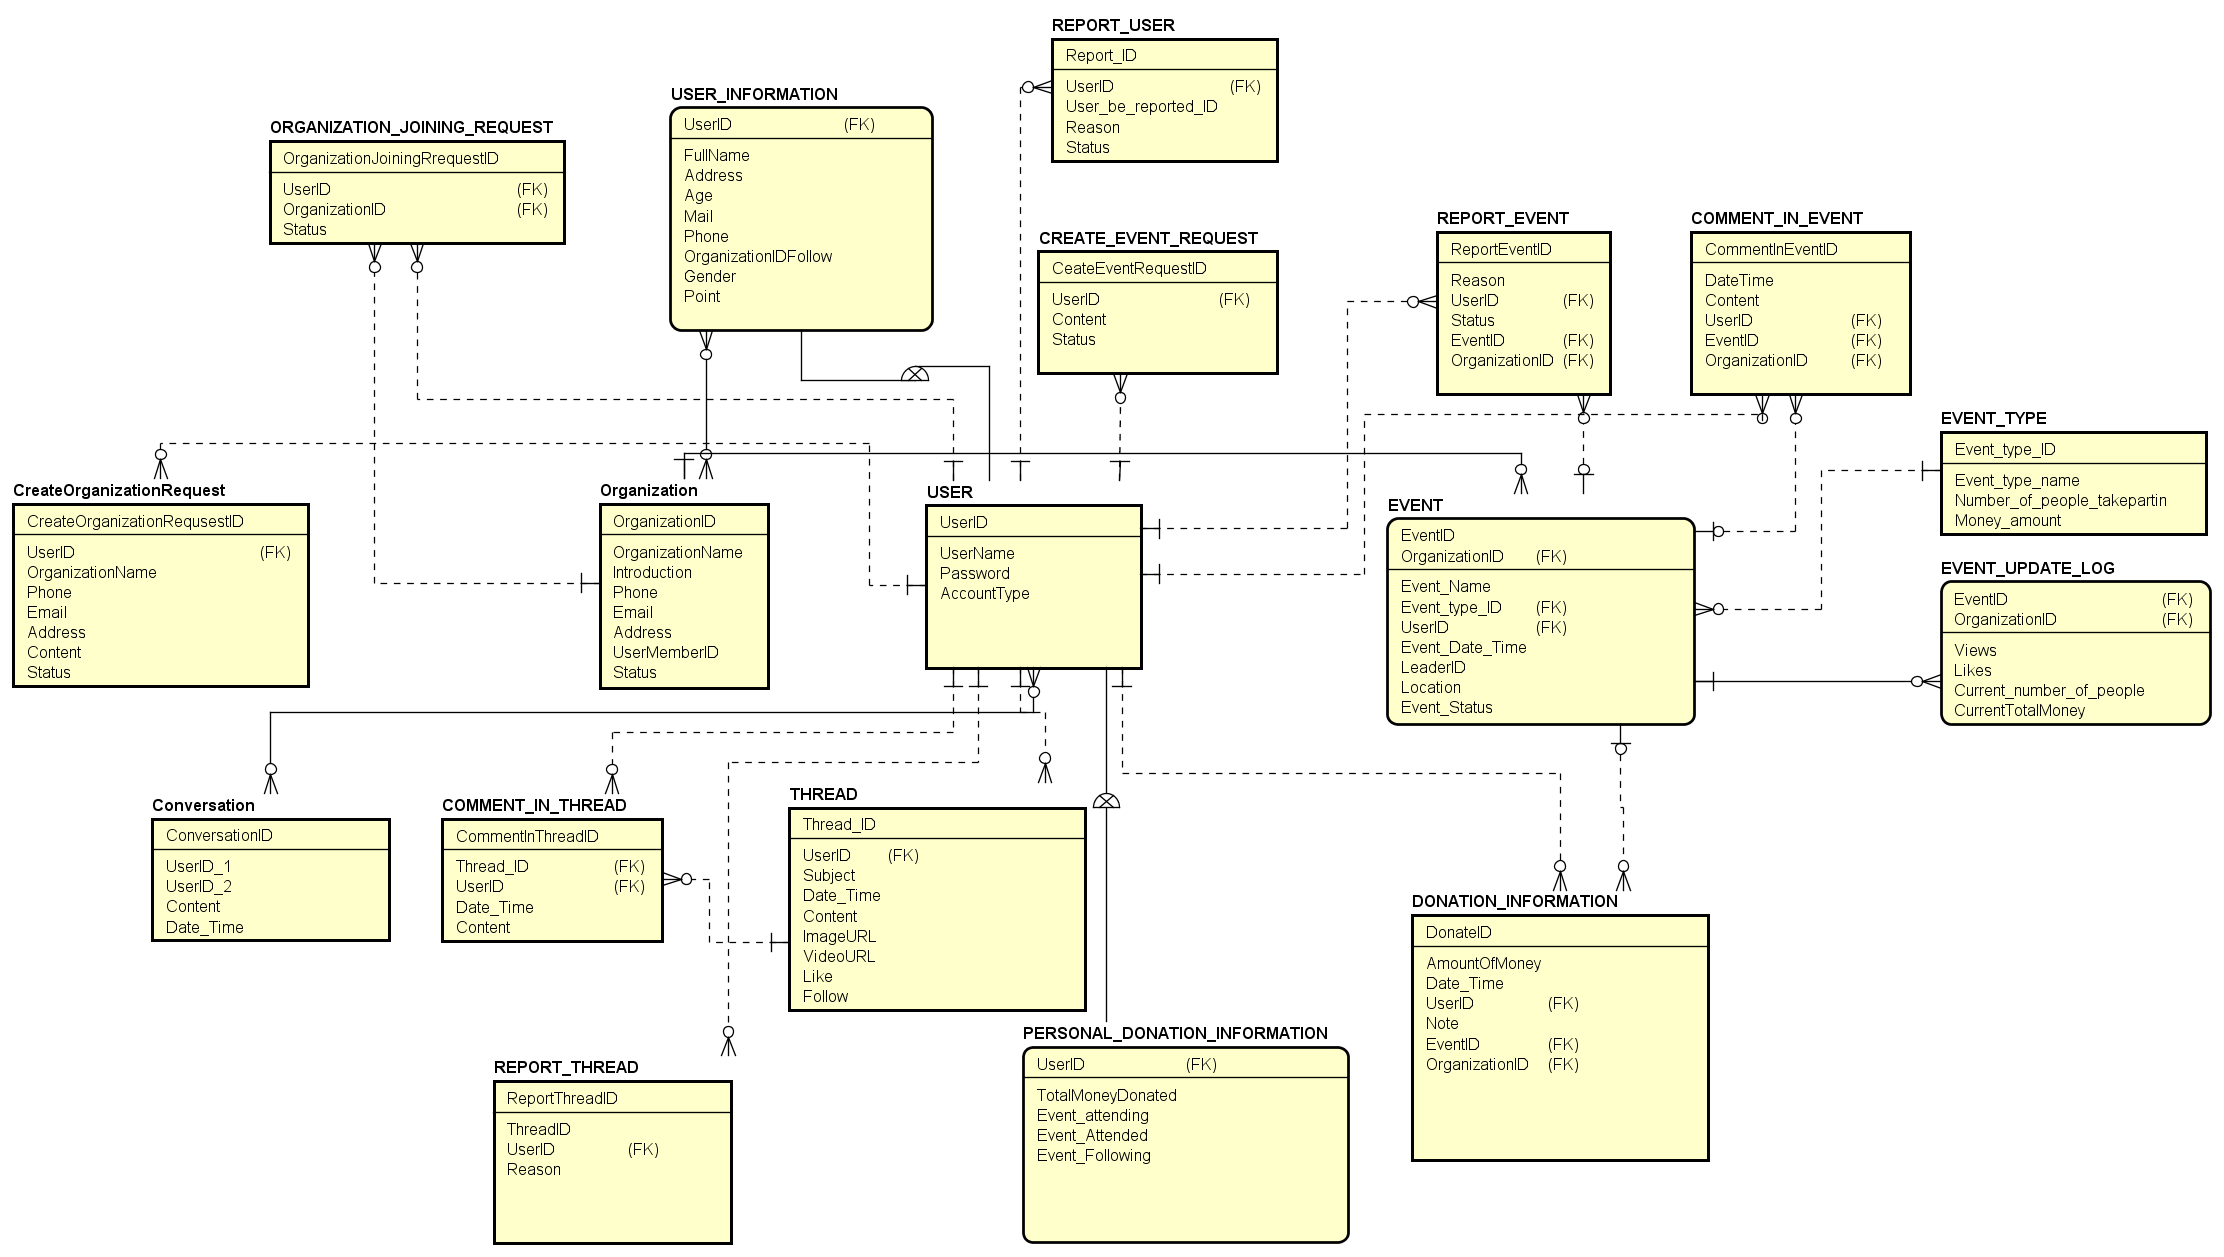 REPORT_USER
Report_ID
UserID (FK)
User_be_reported_ID
Reason
Status
USER_INFORMATION
UserID (FK)
FullName
Address
Age
Mail
Phone
OrganizationIDFollow
Gender
Point
ORGANIZATION_JOINING_REQUEST
OrganizationJoiningRrequestID
UserID (FK)
OrganizationID (FK)
Status
CREATE_EVENT_REQUEST
CeateEventRequestID
UserID (FK)
Content
Status
REPORT_EVENT
ReportEventID
Reason
UserID (FK)
Status
EventID (FK)
OrganizationID (FK)
COMMENT_IN_EVENT
CommentInEventID
DateTime
Content
UserID (FK)
EventID (FK)
OrganizationID (FK)
EVENT_TYPE
Event_type_ID
Event_type_name
Number_of_people_takepartin
Money_amount
CreateOrganizationRequest
CreateOrganizationRequsestID
UserID (FK)
OrganizationName
Phone
Email
Address
Content
Status
Organization
OrganizationID
OrganizationName
Introduction
Phone
Email
Address
UserMemberID
Status
USER
UserID
UserName
Password
AccountType
EVENT
EventID
OrganizationID (FK)
Event_Name
Event_type_ID (FK)
UserID (FK)
Event_Date_Time
LeaderID
Location
Event_Status
EVENT_UPDATE_LOG
EventID (FK)
OrganizationID (FK)
Views
Likes
Current_number_of_people
CurrentTotalMoney
Conversation
ConversationID
UserID_1
UserID_2
Content
Date_Time
COMMENT_IN_THREAD
CommentInThreadID
Thread_ID (FK)
UserID (FK)
Date_Time
Content
THREAD
Thread_ID
UserID (FK)
Subject
Date_Time
Content
ImageURL
VideoURL
Like
Follow
DONATION_INFORMATION
DonateID
AmountOfMoney
Date_Time
UserID (FK)
Note
EventID (FK)
OrganizationID (FK)
PERSONAL_DONATION_INFORMATION
UserID (FK)
TotalMoneyDonated
Event_attending
Event_Attended
Event_Following
REPORT_THREAD
ReportThreadID
ThreadID
UserID (FK)
Reason